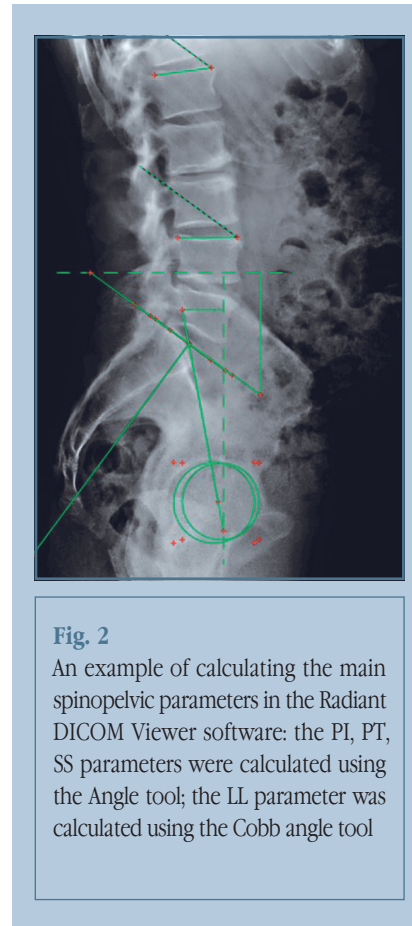 Fig. 2
An example of calculating the main
spinopelvic parameters in the Radiant
DICOM Viewer software: the PI, PT,
SS parameters were calculated using
the Angle tool; the LL parameter was
calculated using the Cobb angle tool